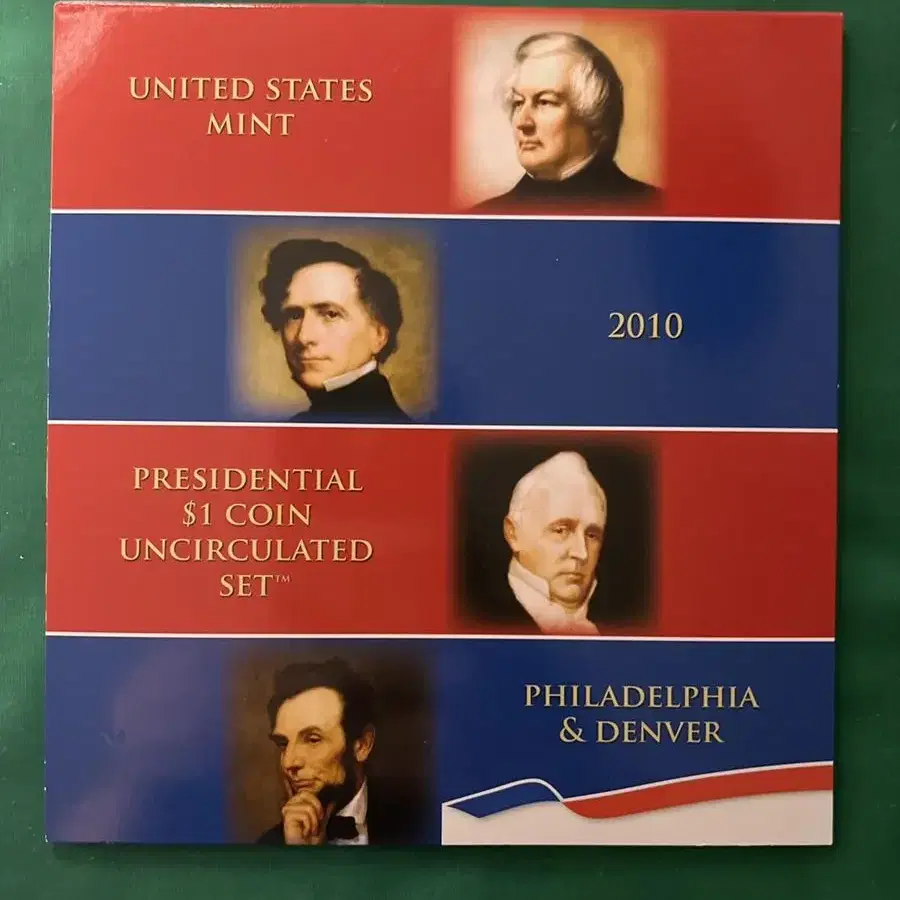 UNITED STATES
MINT
2010
PRESIDENTIAL
$1 COIN
UNCIRCULATED
SET™
PHILADELPHIA
& DENVER